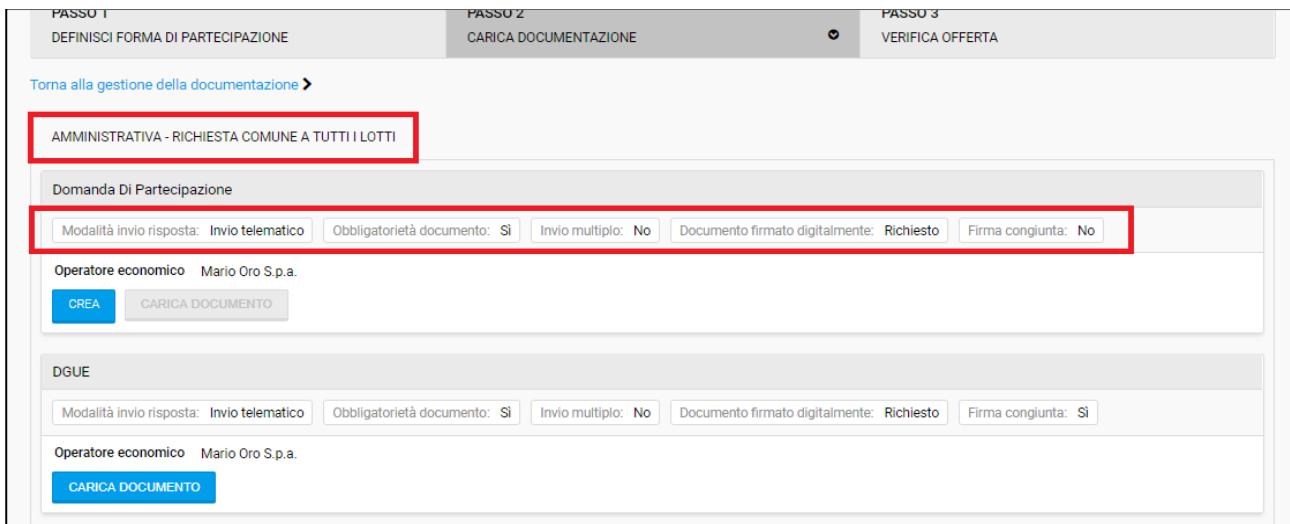 PASSO 1 PASSO 2 PASSO 3
DEFINISCI FORMA DI PARTECIPAZIONE CARICA DOCUMENTAZIONE VERIFICA OFFERTA
Torna alla gestione della documentazione
AMMINISTRATIVA - RICHIESTA COMUNE A TUTTI I LOTTI
Domanda Di Partecipazione
Modalità invio risposta: Invio telematico Obbligatorietà documento: Sì Invio multiplo: No Documento firmato digitalmente: Richiesto Firma congiunta: No
Operatore economico Mario Oro S.p.a.
CREA CARICA DOCUMENTO
DGUE
Modalità invio risposta: Invio telematico Obbligatorietà documento: Sì Invio multiplo: No Documento firmato digitalmente: Richiesto Firma congiunta: Sì
Operatore economico Mario Oro S.p.a.
CARICA DOCUMENTO